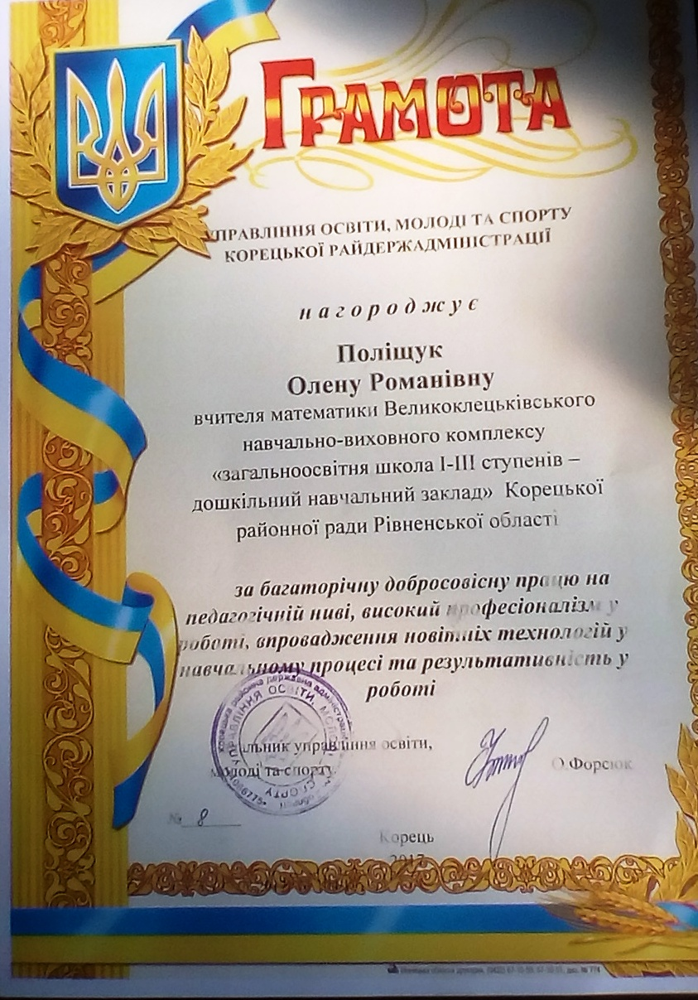 ГРАМОТА
УПРАВЛІННЯ ОСВІТИ, МОЛОДІ ТА СПОРТУ
КОРЕЦЬКОЇ РАЙДЕРЖАДМІНІСТРАЦІЇ
нагороджує
Поліщук
Олену Романівну
вчителя математики Великоклецьківського
навчально-виховного комплексу
«загальноосвітня школа І-ІІІ ступенів –
дошкільний навчальний заклад» Корецької
районної ради Рівненської області
за багаторічну добросовісну працю на
педагогічній ниві, високий професіоналізм у
роботі, впровадження новітніх технологій у
навчальному процесі та результативність у
роботі
Начальник управління освіти,
молоді та спорту
О.Форсюк
№ 8
Корець
2017